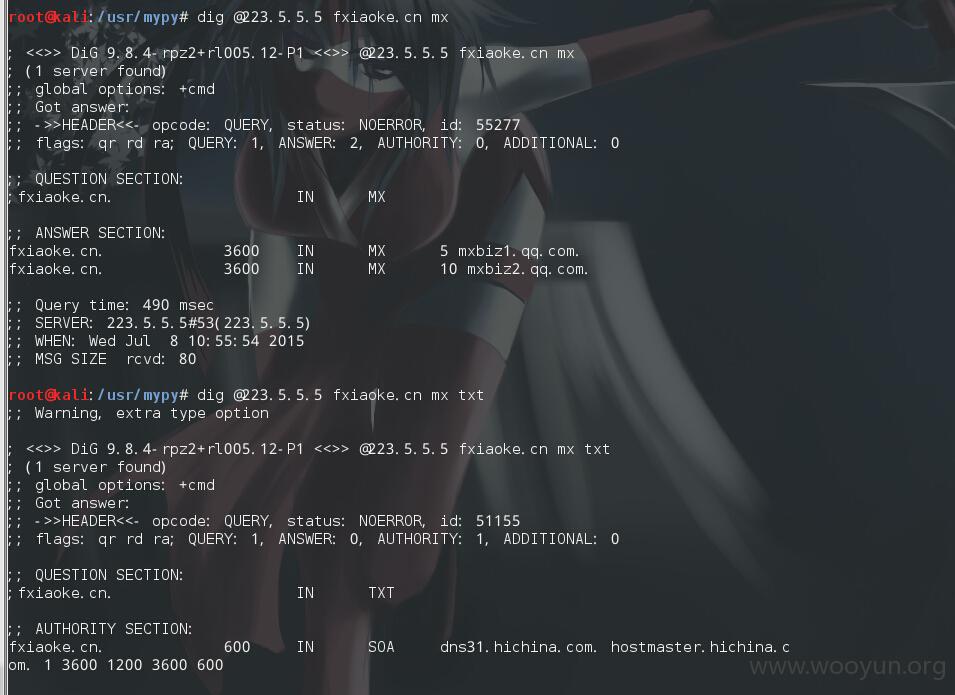 root@kali:/usr/mypy# dig @223.5.5.5 fxiaoke.cn mx
; <<>> DiG 9.8.4-rpz2+rl005.12-P1 <<>> @223.5.5.5 fxiaoke.cn mx
; (1 server found)
;; global options: +cmd
;; Got answer:
;; ->>HEADER<<- opcode: QUERY, status: NOERROR, id: 55277
;; flags: qr rd ra; QUERY: 1, ANSWER: 2, AUTHORITY: 0, ADDITIONAL: 0
;; QUESTION SECTION:
;fxiaoke.cn. IN MX
;; ANSWER SECTION:
fxiaoke.cn. 3600 IN MX 5 mxbiz1.qq.com.
fxiaoke.cn. 3600 IN MX 10 mxbiz2.qq.com.
;; Query time: 490 msec
;; SERVER: 223.5.5.5#53(223.5.5.5)
;; WHEN: Wed Jul 8 10:55:54 2015
;; MSG SIZE rcvd: 80
root@kali:/usr/mypy# dig @223.5.5.5 fxiaoke.cn mx txt
;; Warning, extra type option
; <<>> DiG 9.8.4-rpz2+rl005.12-P1 <<>> @223.5.5.5 fxiaoke.cn mx txt
; (1 server found)
;; global options: +cmd
;; Got answer:
;; ->>HEADER<<- opcode: QUERY, status: NOERROR, id: 51155
;; flags: qr rd ra; QUERY: 1, ANSWER: 0, AUTHORITY: 1, ADDITIONAL: 0
;; QUESTION SECTION:
;fxiaoke.cn. IN TXT
;; AUTHORITY SECTION:
fxiaoke.cn. 600 IN SOA dns31.hichina.com. hostmaster.hichina.c
om. 1 3600 1200 3600 600
www.wooyun.org